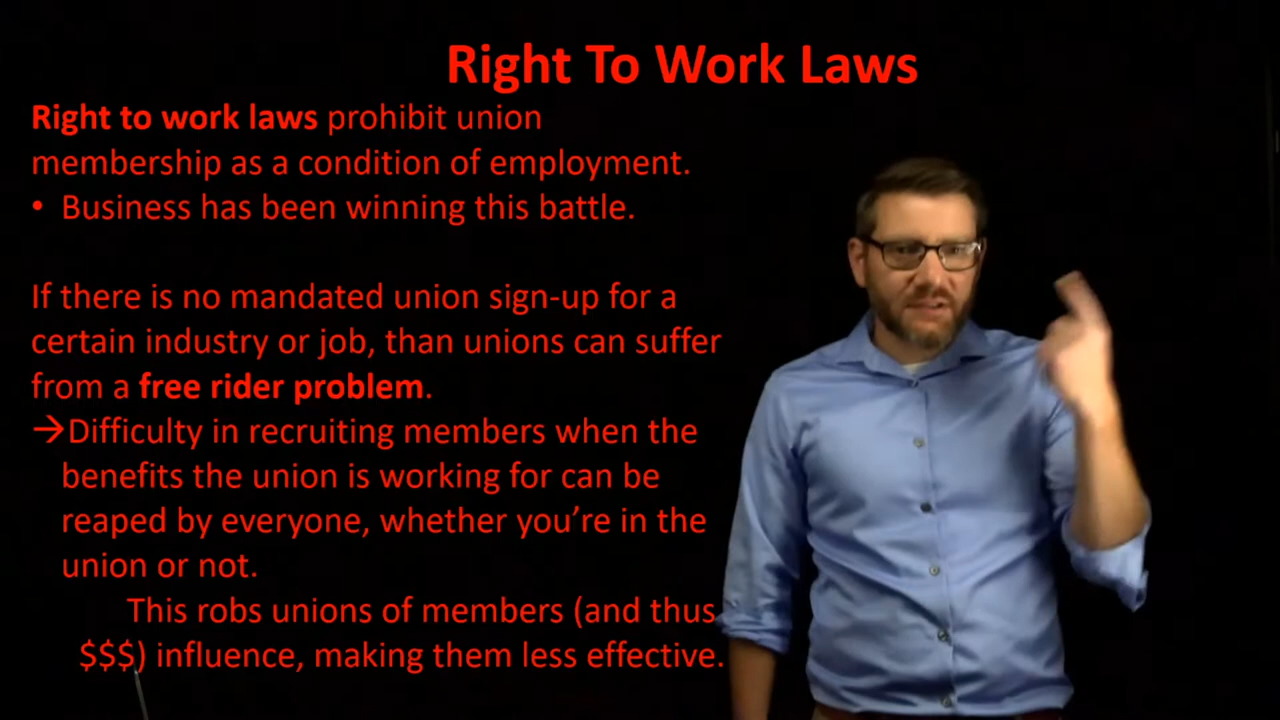 Right To Work Laws
Right to work laws prohibit union
membership as a condition of employment.
• Business has been winning this battle.
If there is no mandated union sign-up for a
certain industry or job, than unions can suffer
from a free rider problem.
→Difficulty in recruiting members when the
benefits the union is working for can be
reaped by everyone, whether you’re in the
union or not.
This robs unions of members (and thus
$$$) influence, making them less effective.